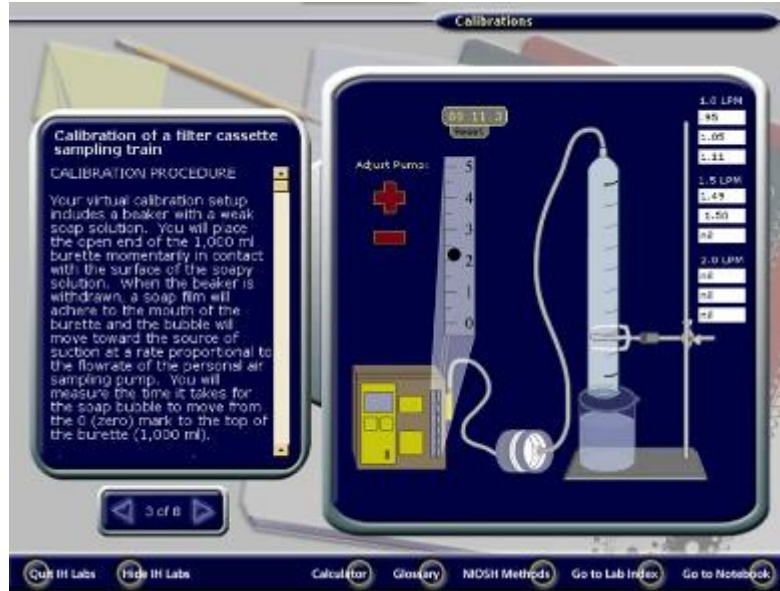 Calibrations
Calibration of a filter cassette
sampling train
CALIBRATION PROCEDURE
Your virtual calibration setup
includes a beaker with a weak
soap solution. You will place
the open end of the 1,000 ml
burette momentarily in contact
with the surface of the soapy
solution. When the beaker is
withdrawn, a soap film will
adhere to the mouth of the
burette and the bubble will
move toward the source of
suction at a rate proportional to
the flowrate of the personal air
sampling pump. You will
measure the time it takes for
the soap bubble to move from
the 0 (zero) mark to the top of
the burette (1,000 ml).
3 of 8
Reset
Adjust Pump:
5
4
3
2
1
0
1.0 LPM
.95
1.05
1.11
1.5 LPM
1.49
1.50
nil
2.0 LPM
nil
nil
nil
Quit IH Labs
Hide IH Labs
Calculator
Glossary
NIOSH Methods
Go to Lab Index
Go to Notebook